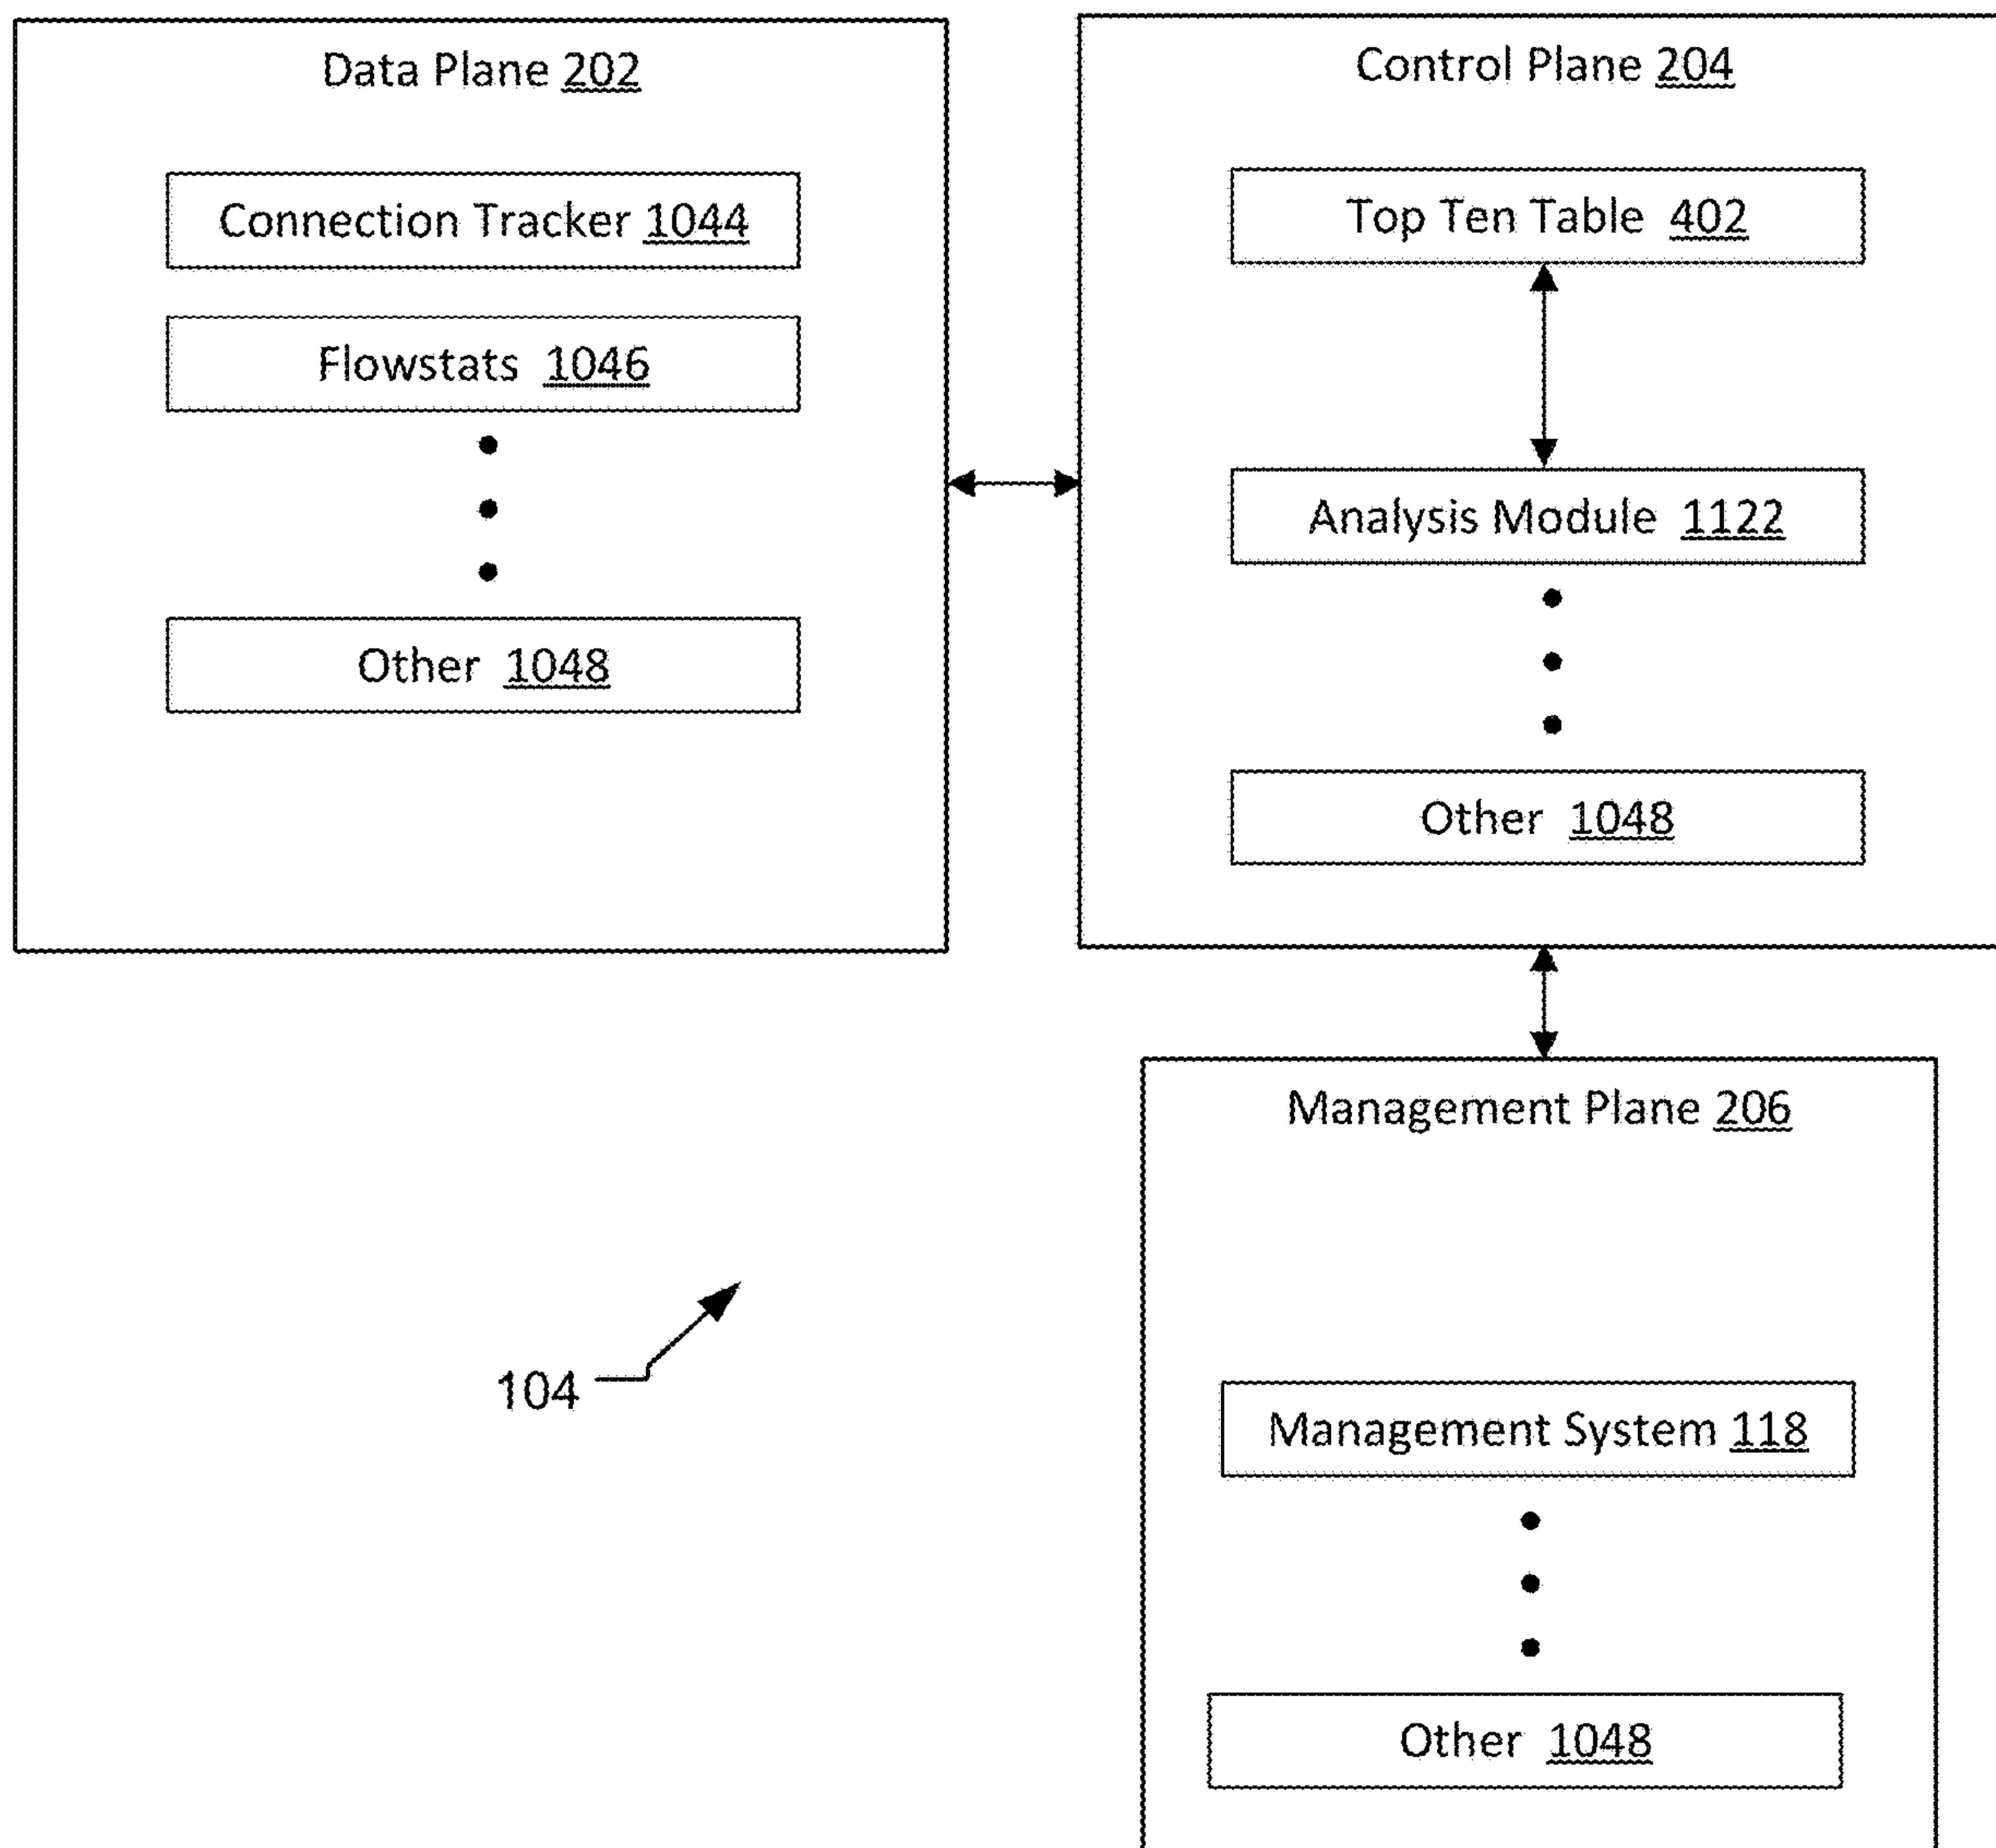 Data Plane 202
Connection Tracker 1044
Flowstats 1046
Other 1048
Control Plane 204
Top Ten Table 402
Analysis Module 1122
Other 1048
Management Plane 206
Management System 118
Other 1048
104